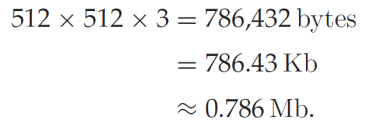 512 × 512 × 3 = 786,432 bytes
= 786.43 Kb
≈ 0.786 Mb.